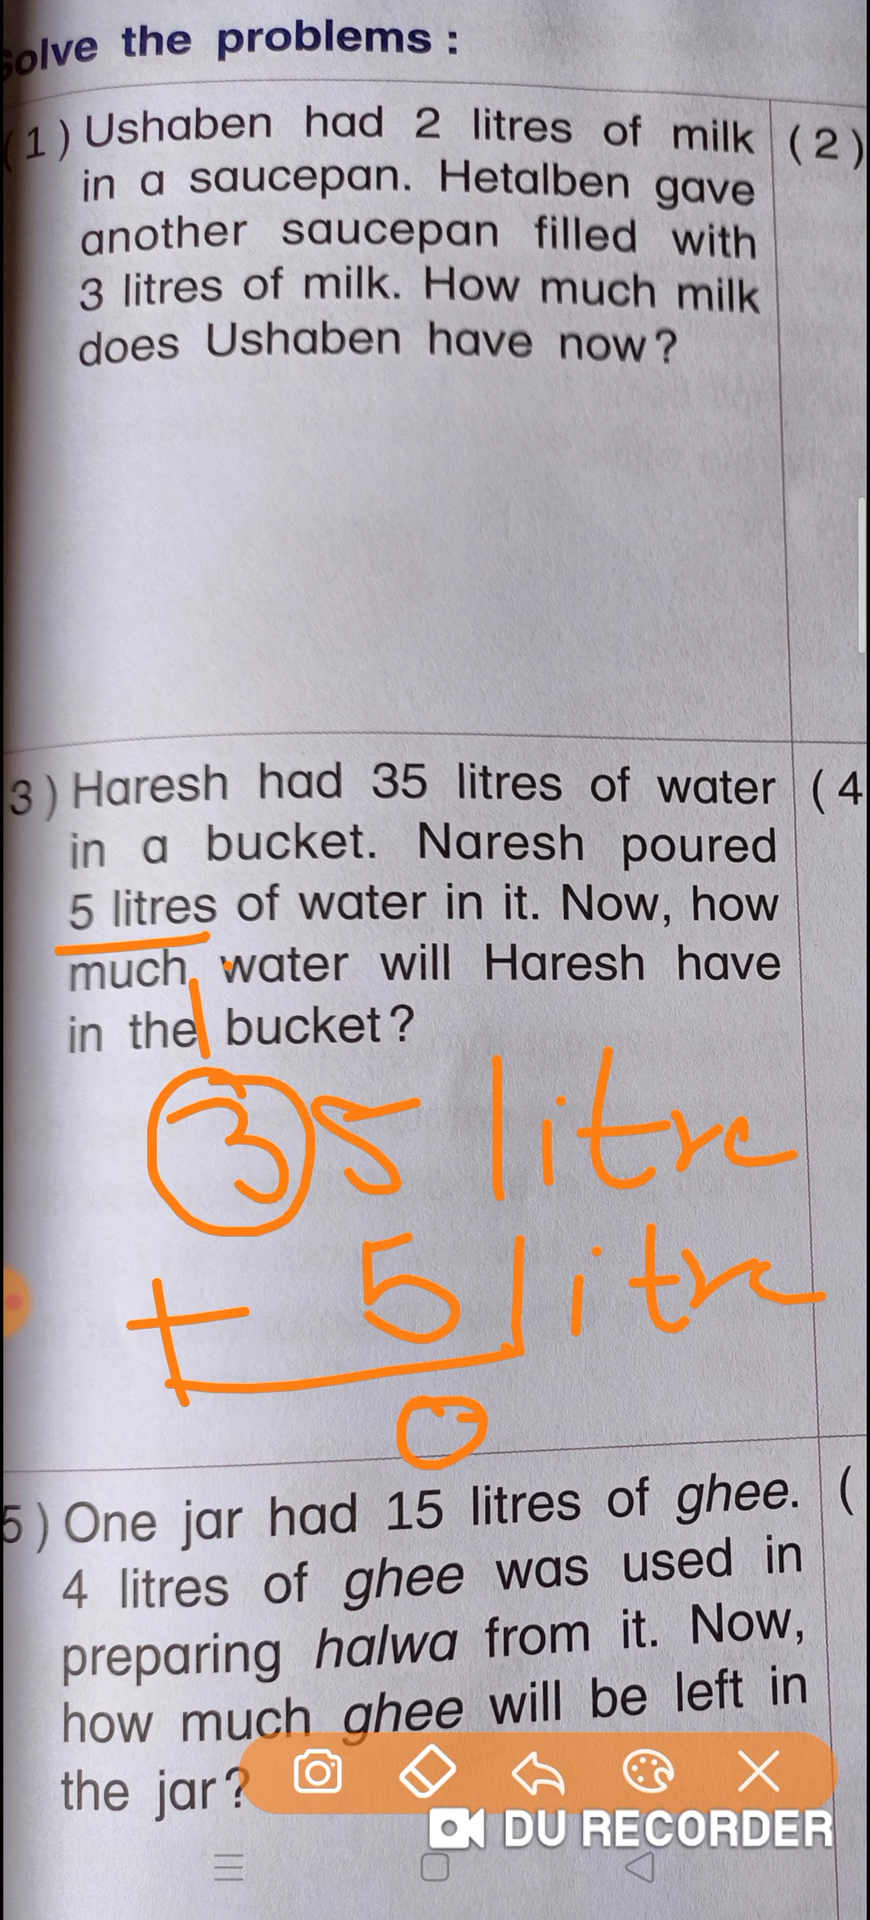 solve the problems :
(1) Ushaben had 2 litres of milk
in a saucepan. Hetalben gave
another saucepan filled with
3 litres of milk. How much milk
does Ushaben have now?
(2)
3) Haresh had 35 litres of water
in a bucket. Naresh poured
5 litres of water in it. Now, how
much water will Haresh have
in the bucket?
(4
1
35 litre
+ 5 litre
0
5) One jar had 15 litres of ghee.
4 litres of ghee was used in
preparing halwa from it. Now,
how much ghee will be left in
the jar?
(
DU RECORDER